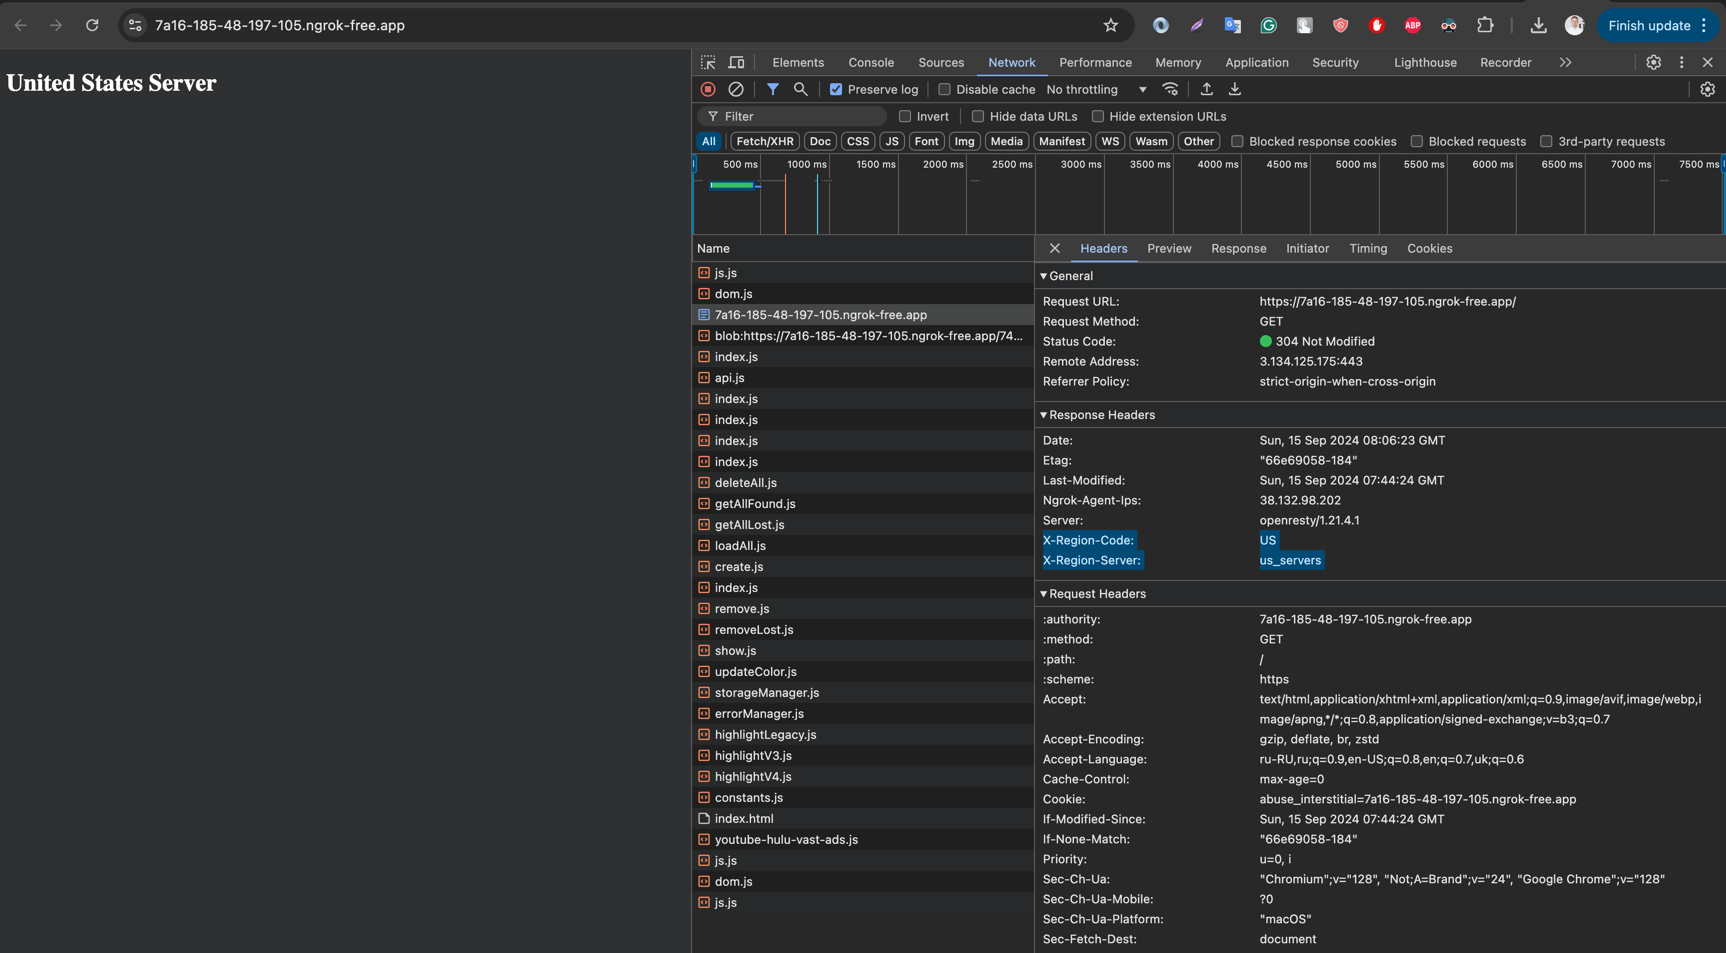 7a16-185-48-197-105.ngrok-free.app
ABP
Finish update
United States Server
Elements Console Sources Network Performance Memory Application Security Lighthouse Recorder
Preserve log Disable cache No throttling
Filter Invert Hide data URLs Hide extension URLs
All Fetch/XHR Doc CSS JS Font Img Media Manifest WS Wasm Other Blocked response cookies Blocked requests 3rd-party requests
500 ms 1000 ms 1500 ms 2000 ms 2500 ms 3000 ms 3500 ms 4000 ms 4500 ms 5000 ms 5500 ms 6000 ms 6500 ms 7000 ms 7500 ms
Name
js.js
dom.js
7a16-185-48-197-105.ngrok-free.app
blob:https://7a16-185-48-197-105.ngrok-free.app/74...
index.js
api.js
index.js
index.js
index.js
index.js
deleteAll.js
getAllFound.js
getAllLost.js
loadAll.js
create.js
index.js
remove.js
removeLost.js
show.js
updateColor.js
storageManager.js
errorManager.js
highlightLegacy.js
highlightV3.js
highlightV4.js
constants.js
index.html
youtube-hulu-vast-ads.js
js.js
dom.js
js.js
Headers Preview Response Initiator Timing Cookies
General
Request URL: https://7a16-185-48-197-105.ngrok-free.app/
Request Method: GET
Status Code: 304 Not Modified
Remote Address: 3.134.125.175:443
Referrer Policy: strict-origin-when-cross-origin
Response Headers
Date: Sun, 15 Sep 2024 08:06:23 GMT
Etag: "66e69058-184"
Last-Modified: Sun, 15 Sep 2024 07:44:24 GMT
Ngrok-Agent-Ips: 38.132.98.202
Server: openresty/1.21.4.1
X-Region-Code: US
X-Region-Server: us_servers
Request Headers
:authority: 7a16-185-48-197-105.ngrok-free.app
:method: GET
:path: /
:scheme: https
Accept: text/html,application/xhtml+xml,application/xml;q=0.9,image/avif,image/webp,i
mage/apng,*/*;q=0.8,application/signed-exchange;v=b3;q=0.7
Accept-Encoding: gzip, deflate, br, zstd
Accept-Language: ru-RU,ru;q=0.9,en-US;q=0.8,en;q=0.7,uk;q=0.6
Cache-Control: max-age=0
Cookie: abuse_interstitial=7a16-185-48-197-105.ngrok-free.app
If-Modified-Since: Sun, 15 Sep 2024 07:44:24 GMT
If-None-Match: "66e69058-184"
Priority: u=0, i
Sec-Ch-Ua: "Chromium";v="128", "Not;A=Brand";v="24", "Google Chrome";v="128"
Sec-Ch-Ua-Mobile: ?0
Sec-Ch-Ua-Platform: "macOS"
Sec-Fetch-Dest: document